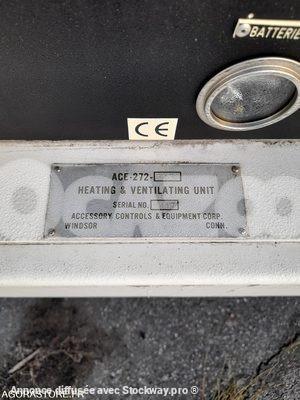 BATTERIE
CE
ACE-272-
HEATING & VENTILATING UNIT
SERIAL NO.
ACCESSORY CONTROLS & EQUIPMENT CORP.
WINDSOR CONN.
Annonce diffusée avec Stockway.pro ®
AGORASTORE.FR